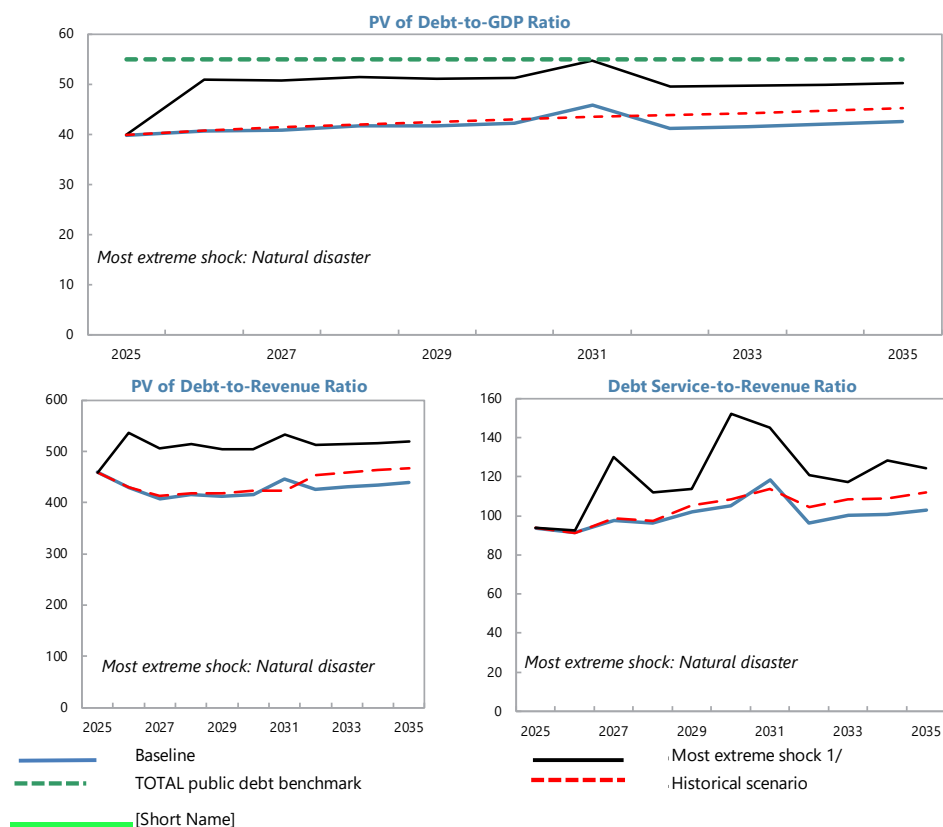 PV of Debt-to-GDP Ratio
60
50
40
30
20
10
0
Most extreme shock: Natural disaster
2025 2027 2029 2031 2033 2035
PV of Debt-to-Revenue Ratio
600
500
400
300
200
100
0
Most extreme shock: Natural disaster
2025 2027 2029 2031 2033 2035
Debt Service-to-Revenue Ratio
160
140
120
100
80
60
40
20
0
Most extreme shock: Natural disaster
2025 2027 2029 2031 2033 2035
Baseline
Most extreme shock 1/
TOTAL public debt benchmark
Historical scenario
[Short Name]